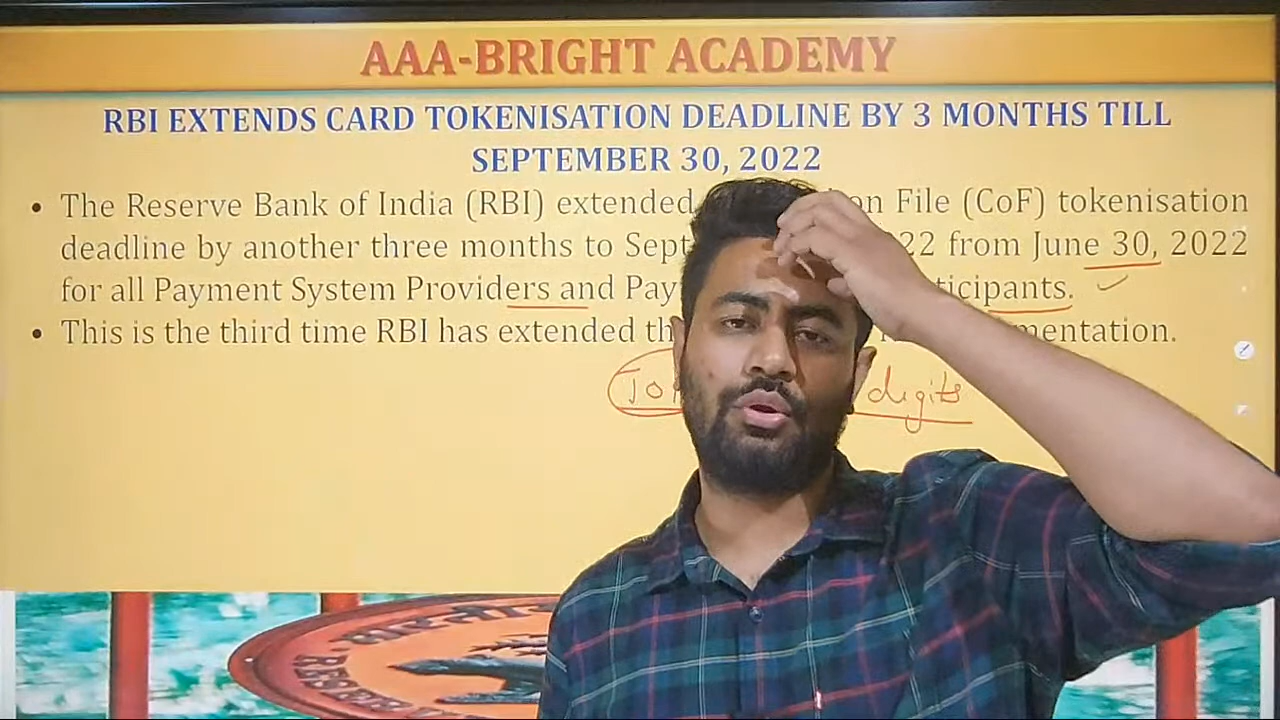 AAA-BRIGHT ACADEMY
RBI EXTENDS CARD TOKENISATION DEADLINE BY 3 MONTHS TILL
SEPTEMBER 30, 2022
• The Reserve Bank of India (RBI) extended on File (CoF) tokenisation
deadline by another three months to Sept 22 from June 30, 2022
for all Payment System Providers and Pay ticipants.
• This is the third time RBI has extended th mentation.
digits